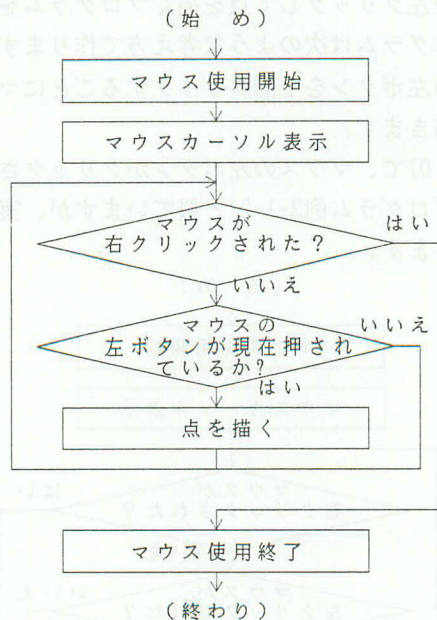 (始 め)
マウス使用開始
マウスカーソル表示
マウスが
右クリックされた?
はい
いいえ
マウスの
左ボタンが現在押され
ているか?
いいえ
はい
点を描く
マウス使用終了
(終わり)